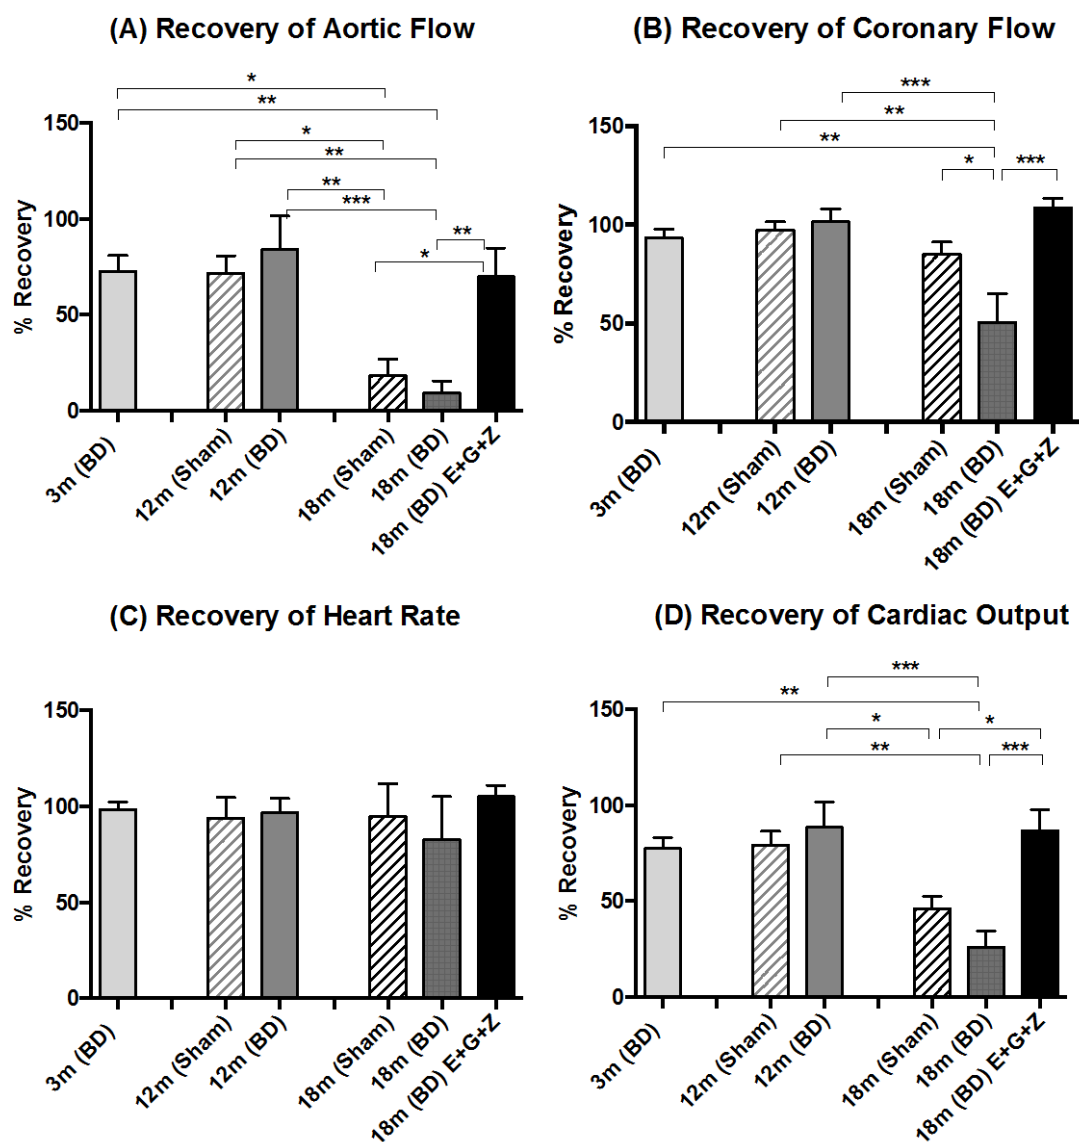 (A) Recovery of Aortic Flow
*
**
*
**
**
***
**
*
150
100
50
0
% Recovery
3m (BD)
12m (Sham)
12m (BD)
18m (Sham)
18m (BD)
18m (BD) E+G+Z
(B) Recovery of Coronary Flow
***
**
**
*
***
150
100
50
0
% Recovery
3m (BD)
12m (Sham)
12m (BD)
18m (Sham)
18m (BD)
18m (BD) E+G+Z
(C) Recovery of Heart Rate
150
100
50
0
% Recovery
3m (BD)
12m (Sham)
12m (BD)
18m (Sham)
18m (BD)
18m (BD) E+G+Z
(D) Recovery of Cardiac Output
***
**
*
*
**
***
150
100
50
0
% Recovery
3m (BD)
12m (Sham)
12m (BD)
18m (Sham)
18m (BD)
18m (BD) E+G+Z